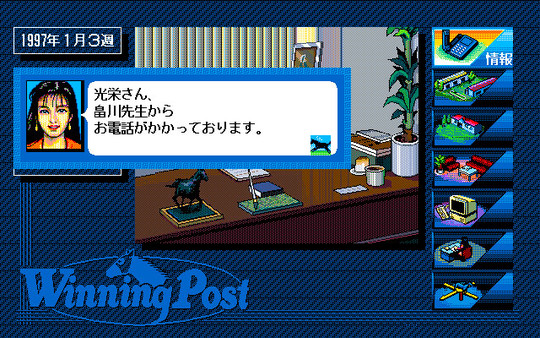 1997年1月3週
情報
光栄さん、
畠川先生から
お電話がかかっております。
Winning Post